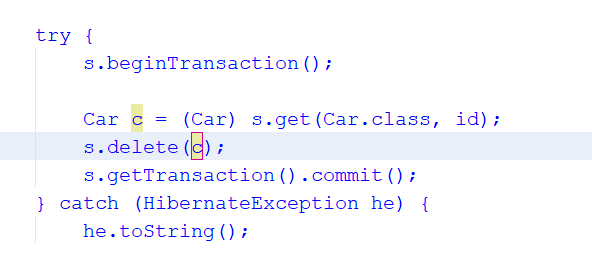 try {
    s.beginTransaction();
    Car c = (Car) s.get(Car.class, id);
    s.delete(c);
    s.getTransaction().commit();
} catch (HibernateException he) {
    he.toString();